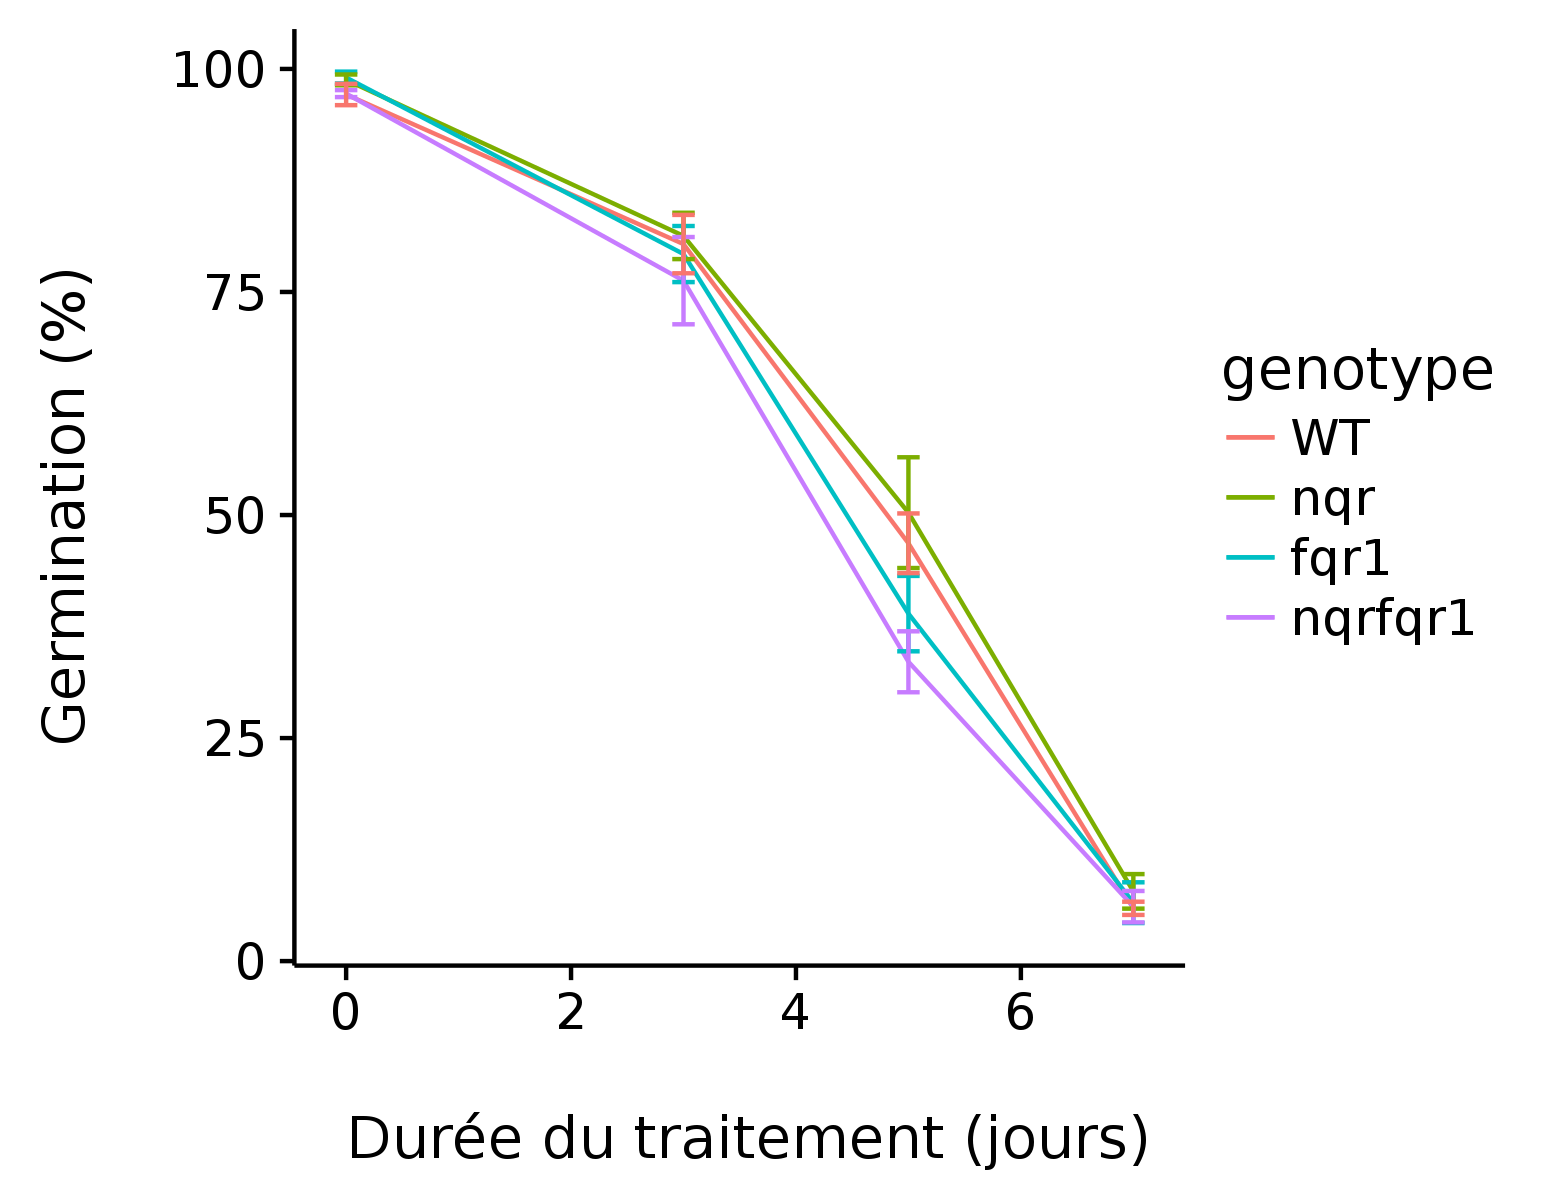 Germination (%)
100
75
50
25
0
0 2 4 6
Durée du traitement (jours)
genotype
WT
nqr
fqr1
nqrfqr1